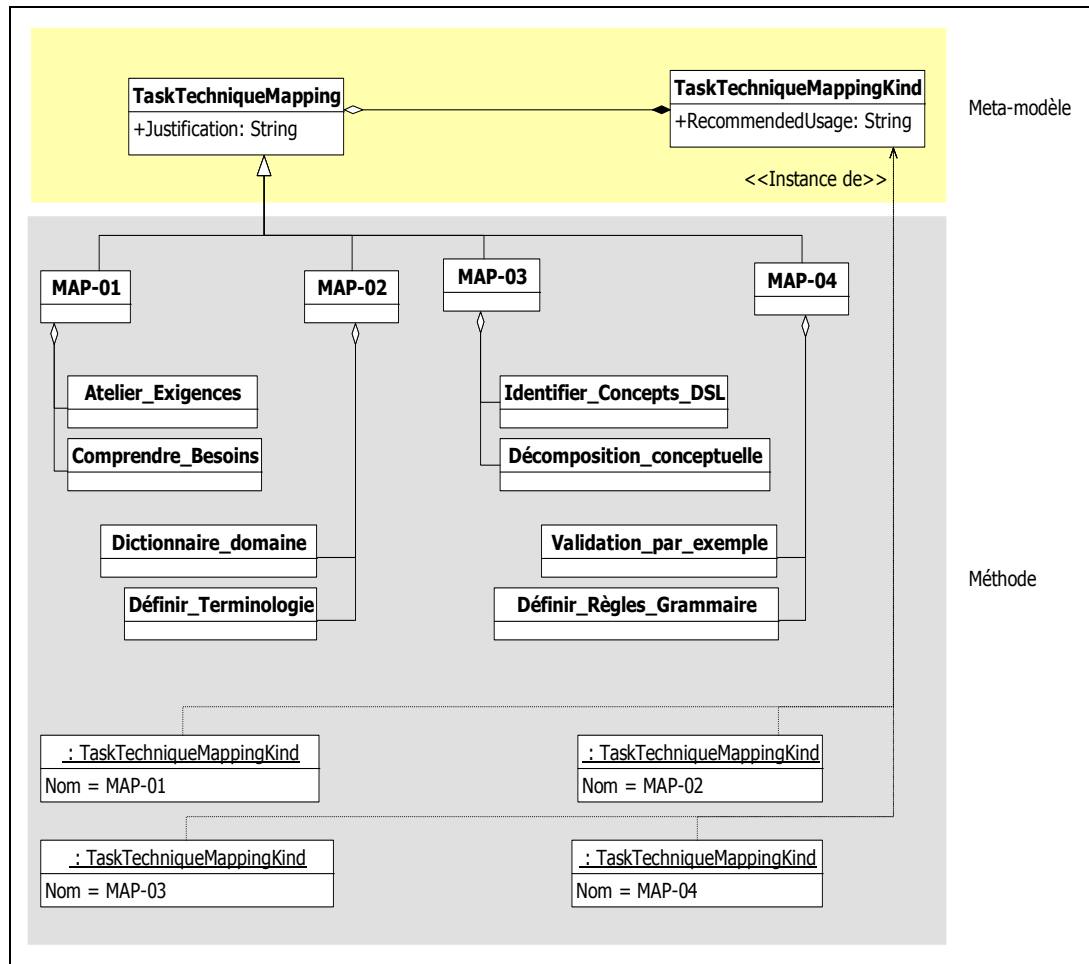 TaskTechniqueMapping
+Justification: String
TaskTechniqueMappingKind
+RecommendedUsage: String
Meta-modèle
<<Instance de>>
MAP-01
MAP-02
MAP-03
MAP-04
Atelier_Exigences
Comprendre_Besoins
Identifier_Concepts_DSL
Décomposition_conceptuelle
Dictionnaire_domaine
Définir_Terminologie
Validation_par_exemple
Définir_Règles_Grammaire
Méthode
: TaskTechniqueMappingKind
Nom = MAP-01
: TaskTechniqueMappingKind
Nom = MAP-02
: TaskTechniqueMappingKind
Nom = MAP-03
: TaskTechniqueMappingKind
Nom = MAP-04